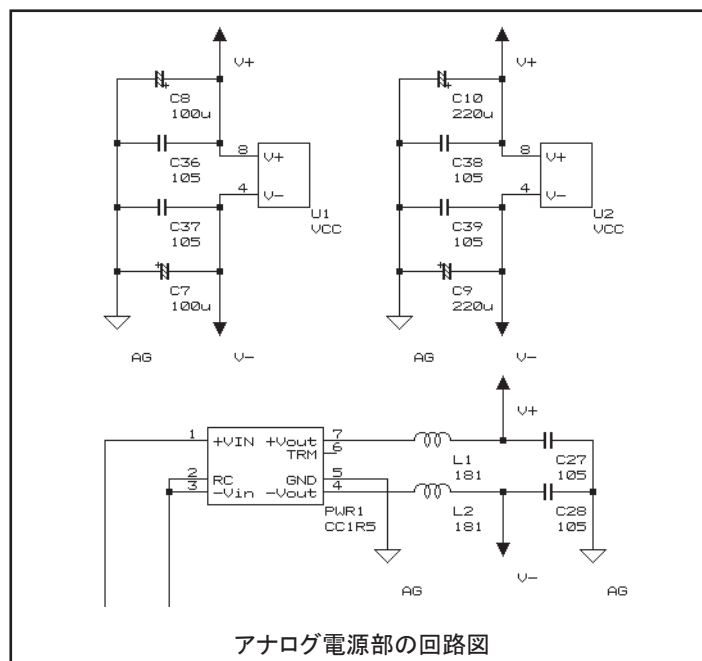 V+
C8
100u
C36
105
8
V+
4
V-
C37
105
U1
VCC
C7
100u
AG
V-
V+
C10
220u
C38
105
8
V+
4
V-
C39
105
U2
VCC
C9
220u
AG
V-
V+
1
+VIN
+Vout
7
TRM
6
2
RC
GND
5
3
-Vin
-Vout
4
PWR1
CC1R5
L1
181
L2
181
C27
105
C28
105
AG
V-
AG
アナログ電源部の回路図